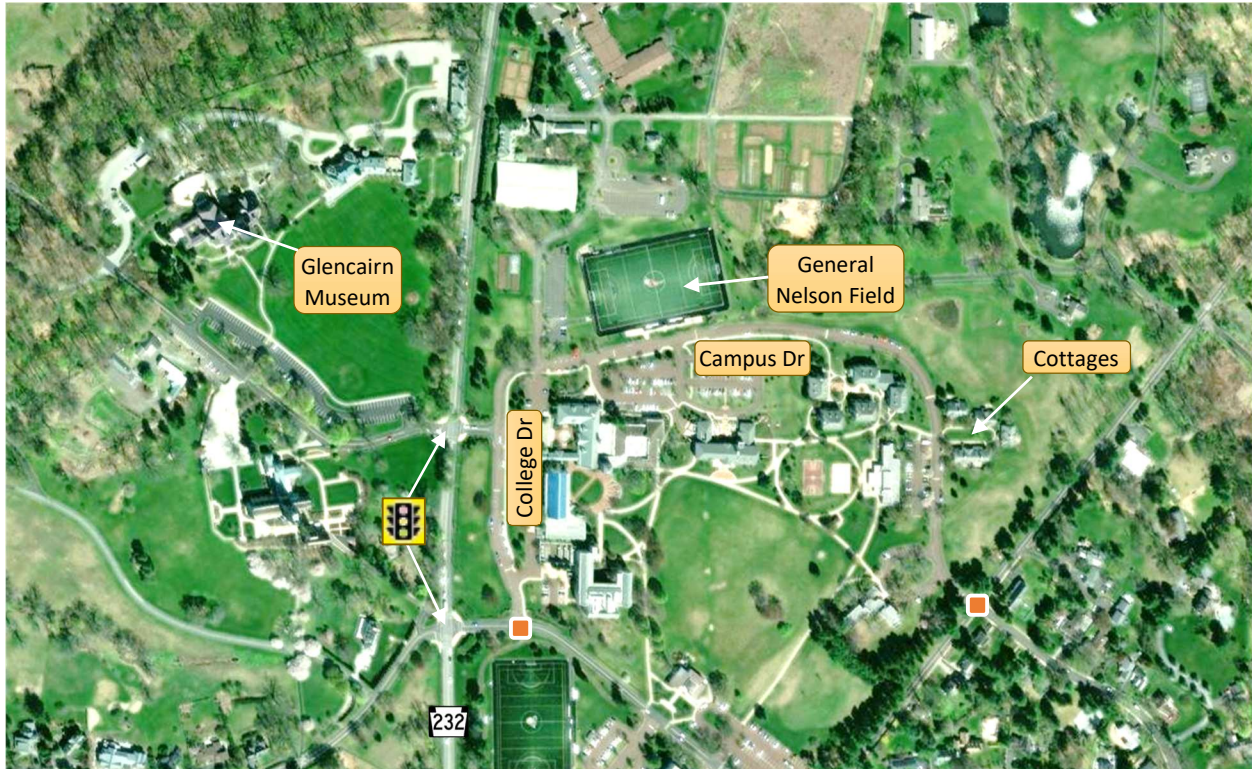 Glencairn
Museum
General
Nelson Field
Campus Dr
Cottages
College Dr
232